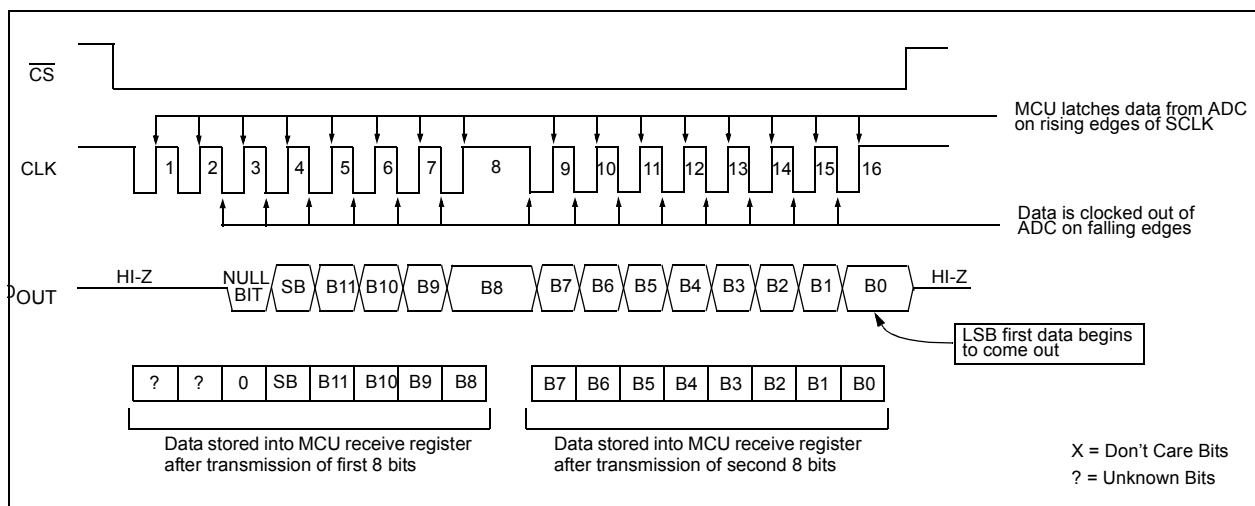 CS
MCU latches data from ADC
on rising edges of SCLK
CLK
1 2 3 4 5 6 7 8 9 10 11 12 13 14 15 16
Data is clocked out of
ADC on falling edges
HI-Z NULL BIT SB B11 B10 B9 B8 B7 B6 B5 B4 B3 B2 B1 B0 HI-Z
DOUT
LSB first data begins
to come out
? ? 0 SB B11 B10 B9 B8 B7 B6 B5 B4 B3 B2 B1 B0
Data stored into MCU receive register
after transmission of first 8 bits
Data stored into MCU receive register
after transmission of second 8 bits
X = Don't Care Bits
? = Unknown Bits